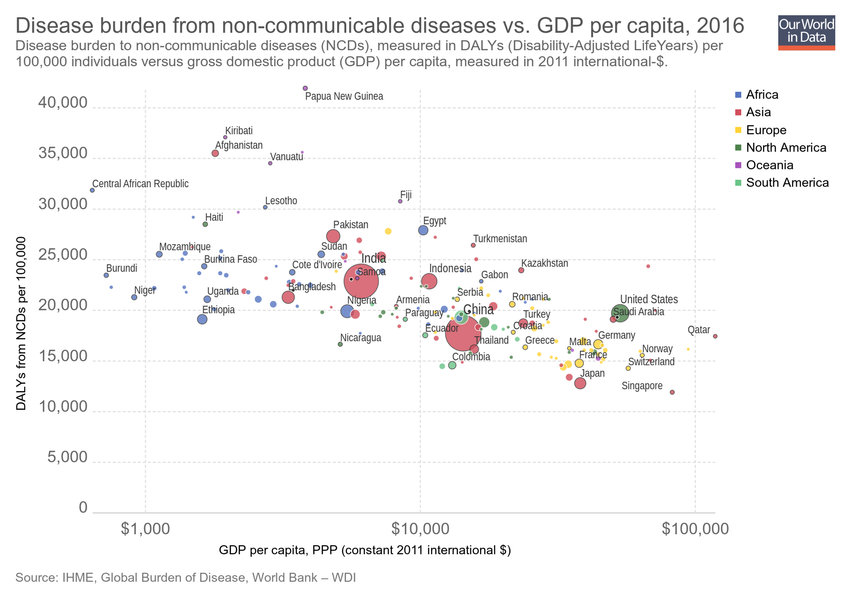 Disease burden from non-communicable diseases vs. GDP per capita, 2016
Our World
in Data
Disease burden to non-communicable diseases (NCDs), measured in DALYs (Disability-Adjusted LifeYears) per
100,000 individuals versus gross domestic product (GDP) per capita, measured in 2011 international-$.
Africa
Asia
Europe
North America
Oceania
South America
DALYs from NCDs per 100,000
40,000
35,000
30,000
25,000
20,000
15,000
10,000
5,000
0
Papua New Guinea
Kiribati
Afghanistan
Vanuatu
Central African Republic
Lesotho
Fiji
Haiti
Pakistan
Egypt
Mozambique
Sudan
Turkmenistan
Burundi
Burkina Faso
Cote d'Ivoire
India
Samoa
Indonesia
Kazakhstan
Gabon
Niger
Uganda
Bangladesh
Serbia
Ethiopia
Nigeria
Armenia
Romania
United States
Paraguay
China
Turkey
Saudi Arabia
Nicaragua
Ecuador
Croatia
Qatar
Thailand
Greece
Malta
Germany
Colombia
France
Norway
Switzerland
Japan
Singapore
$1,000
$10,000
$100,000
GDP per capita, PPP (constant 2011 international $)
Source: IHME, Global Burden of Disease, World Bank – WDI